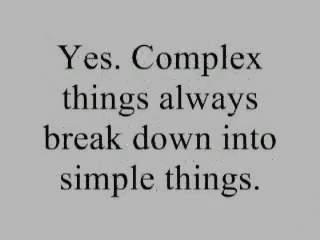 Yes. Complex
things always
break down into
simple things.